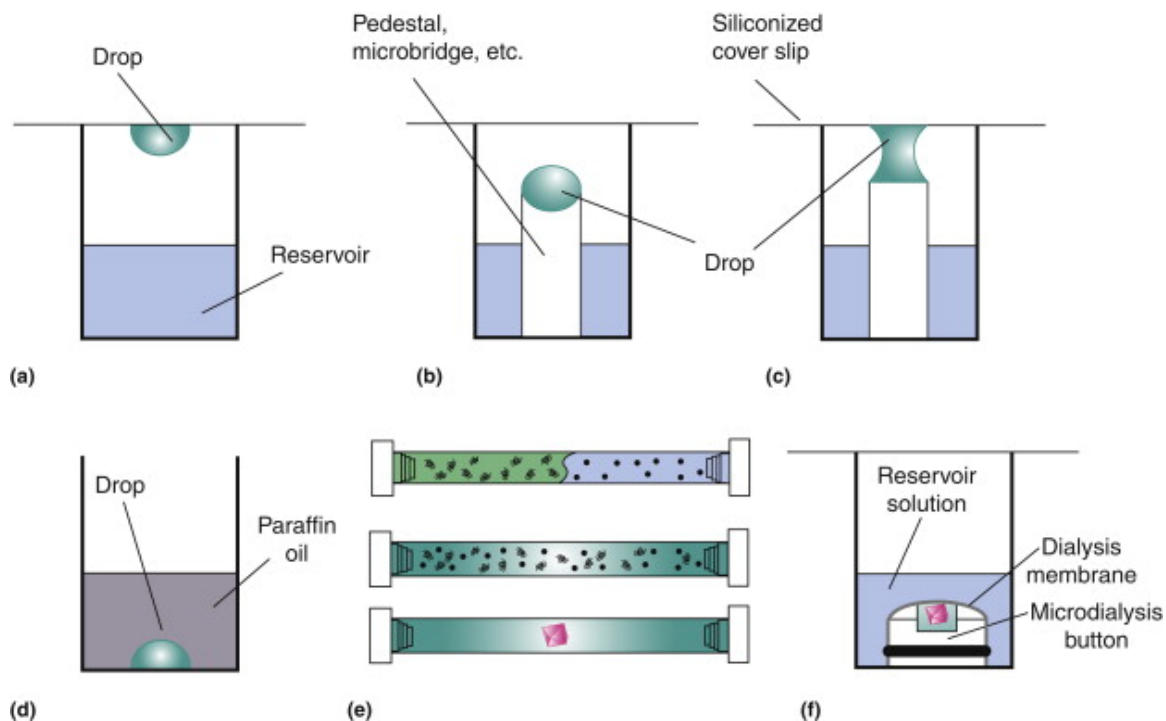 Drop
Pedestal,
microbridge, etc.
Siliconized
cover slip
Reservoir
Drop
(a)
(b)
(c)
Drop
Paraffin
oil
Reservoir
solution
Dialysis
membrane
Microdialysis
button
(d)
(e)
(f)